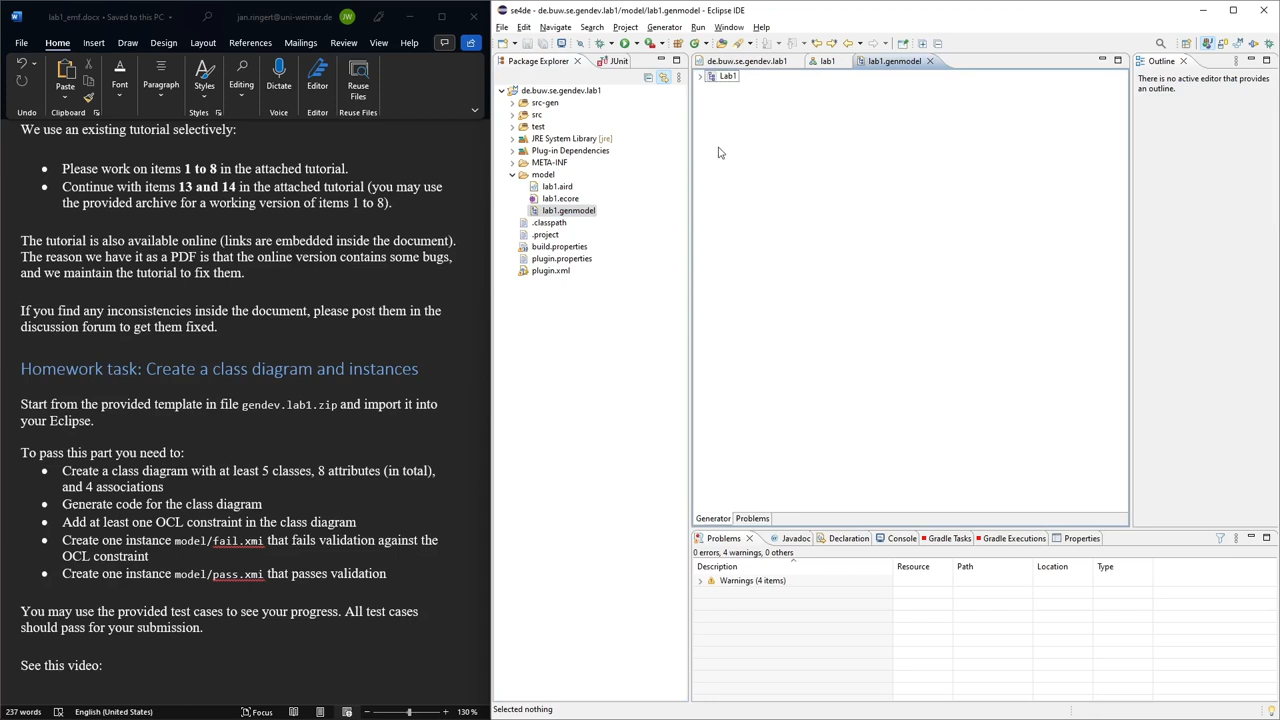 lab1_emf.docx • Saved to this PC
jan.ringert@uni-weimar.de
JW
File Home Insert Draw Design Layout References Mailings Review View Help
Undo
Paste
Clipboard
Font
Paragraph
Styles
Styles
Editing
Dictate
Voice
Editor
Editor
Reuse
Files
Reuse Files
We use an existing tutorial selectively:
• Please work on items 1 to 8 in the attached tutorial.
• Continue with items 13 and 14 in the attached tutorial (you may use
the provided archive for a working version of items 1 to 8).
The tutorial is also available online (links are embedded inside the document).
The reason we have it as a PDF is that the online version contains some bugs,
and we maintain the tutorial to fix them.
If you find any inconsistencies inside the document, please post them in the
discussion forum to get them fixed.
Homework task: Create a class diagram and instances
Start from the provided template in file gendev.lab1.zip and import it into
your Eclipse.
To pass this part you need to:
• Create a class diagram with at least 5 classes, 8 attributes (in total),
and 4 associations
• Generate code for the class diagram
• Add at least one OCL constraint in the class diagram
• Create one instance model/fail.xmi that fails validation against the
OCL constraint
• Create one instance model/pass.xmi that passes validation
You may use the provided test cases to see your progress. All test cases
should pass for your submission.
See this video:
237 words
English (United States)
Focus
130 %
se4de - de.buw.se.gendev.lab1/model/lab1.genmodel - Eclipse IDE
File Edit Navigate Search Project Generator Run Window Help
Package Explorer
JUnit
de.buw.se.gendev.lab1
src-gen
src
test
JRE System Library [jre]
Plug-in Dependencies
META-INF
model
lab1.aird
lab1.ecore
lab1.genmodel
.classpath
.project
build.properties
plugin.properties
plugin.xml
de.buw.se.gendev.lab1
lab1
lab1.genmodel
Lab1
Generator Problems
Outline
There is no active editor that provides
an outline.
Problems
Javadoc
Declaration
Console
Gradle Tasks
Gradle Executions
Properties
0 errors, 4 warnings, 0 others
Description Resource Path Location Type
Warnings (4 items)
Selected nothing